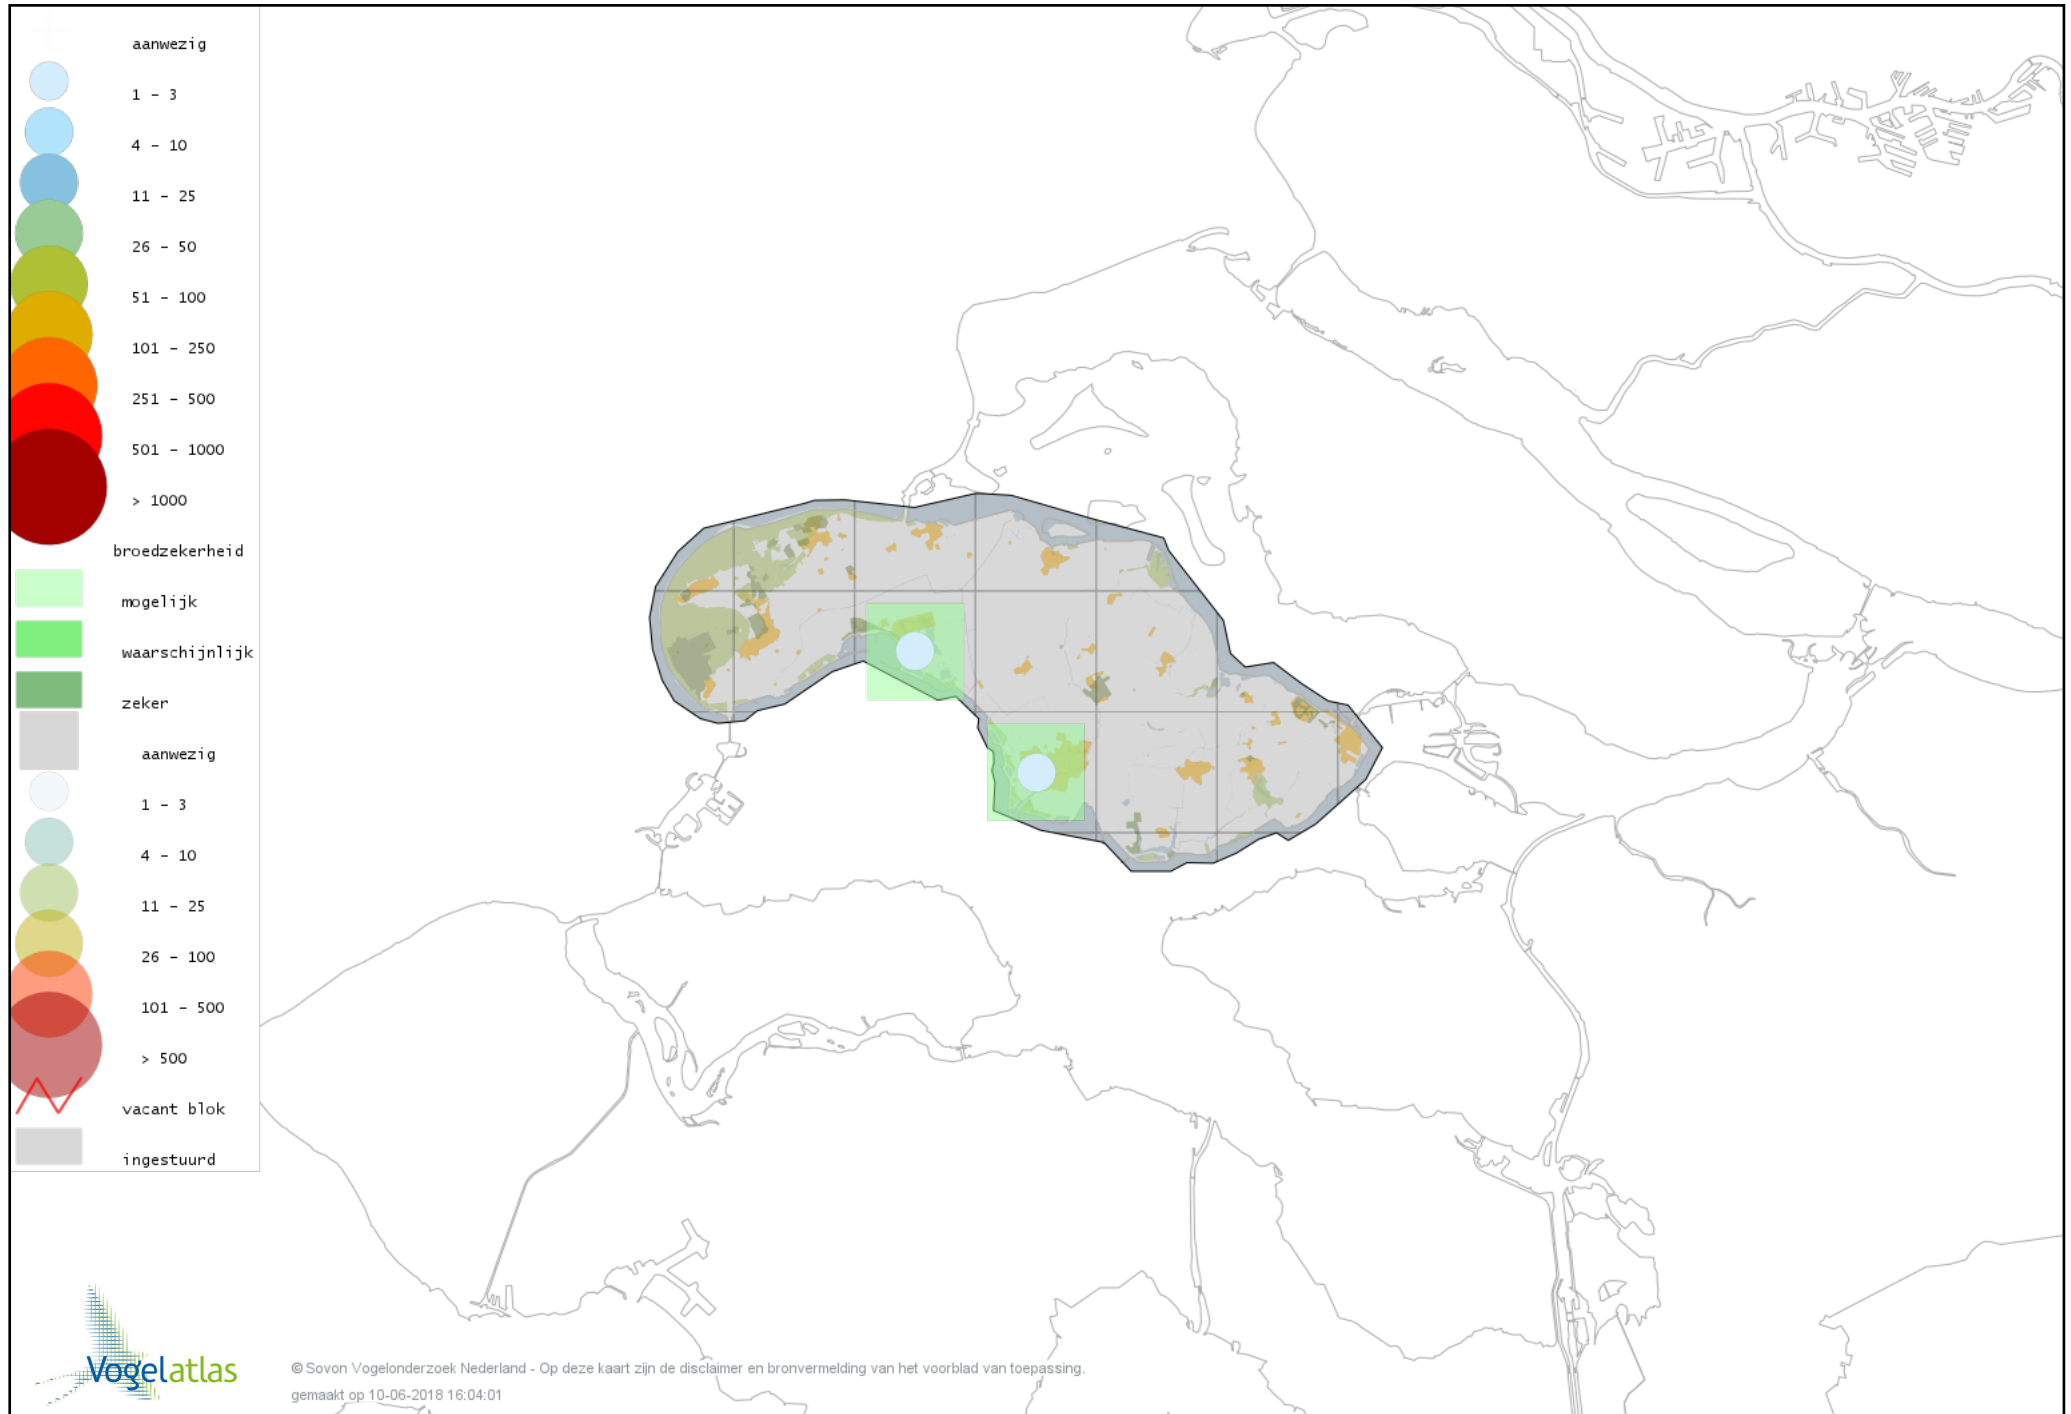 aanwezig
1 - 3
4 - 10
11 - 25
26 - 50
51 - 100
101 - 250
251 - 500
501 - 1000
> 1000
broedzekerheid
mogelijk
waarschijnlijk
zeker
aanwezig
1 - 3
4 - 10
11 - 25
26 - 100
101 - 500
> 500
vacant blok
ingestuurd
Vogelatlas
© Sovon Vogelonderzoek Nederland - Op deze kaart zijn de disclaimer en bronvermelding van het voorblad van toepassing.
gemaakt op 10-06-2018 16:04:01